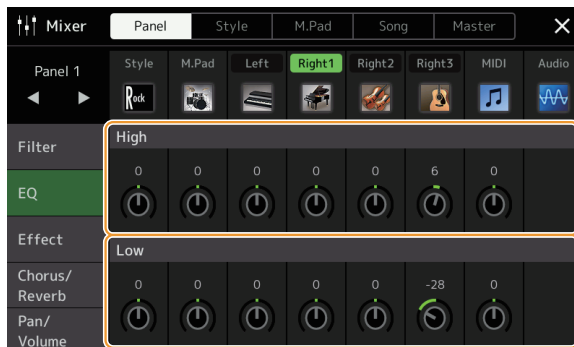 Mixer Panel Style M.Pad Song Master
Panel 1 Style M.Pad Left Right1 Right2 Right3 MIDI Audio
Rock
Filter
High
0 0 0 0 0 6 0
EQ
Effect
Low
Chorus/
Reverb
0 0 0 0 0 -28 0
Pan/
Volume